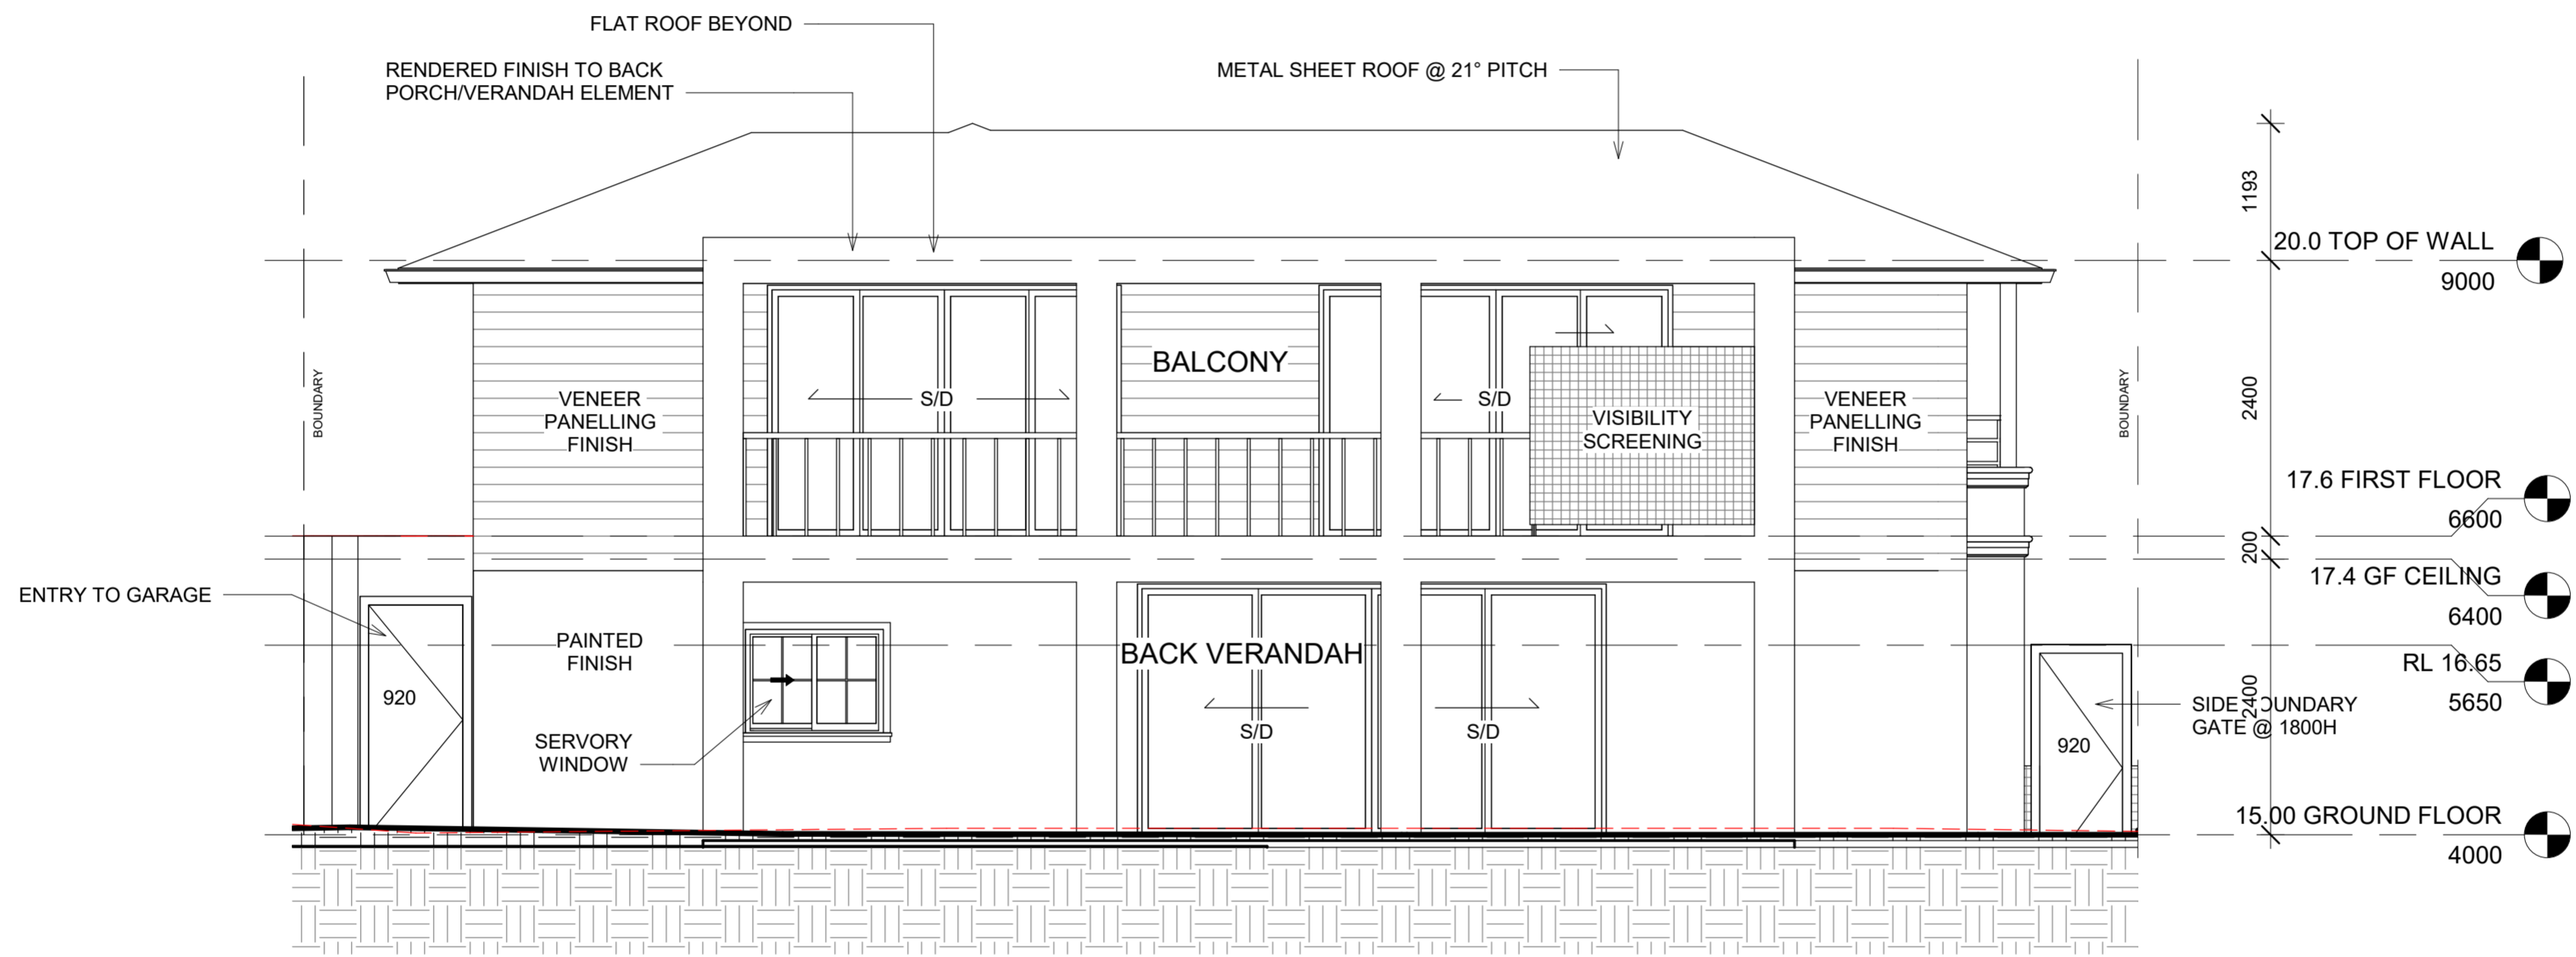 FLAT ROOF BEYOND
RENDERED FINISH TO BACK
PORCH/VERANDAH ELEMENT
METAL SHEET ROOF @ 21° PITCH
1193
20.0 TOP OF WALL
9000
BOUNDARY
VENEER
PANELLING
FINISH
S/D
BALCONY
S/D
VISIBILITY
SCREENING
VENEER
PANELLING
FINISH
BOUNDARY
2400
17.6 FIRST FLOOR
6600
200
17.4 GF CEILING
6400
ENTRY TO GARAGE
920
PAINTED
FINISH
SERVORY
WINDOW
BACK VERANDAH
S/D
S/D
920
SIDE BOUNDARY
GATE @ 1800H
2400
RL 16.65
5650
15.00 GROUND FLOOR
4000